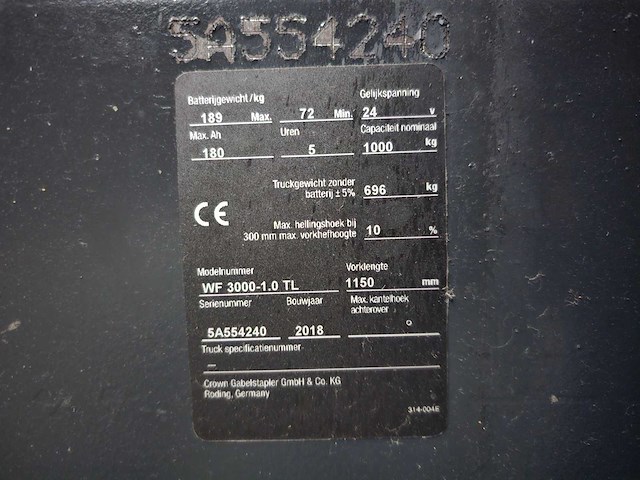 5A554240
Batterijgewicht/kg
Gelijkspanning
189 Max. 72 Min. 24 v
Max. Ah Uren Capaciteit nominaal
180 5 1000 kg
Truckgewicht zonder
batterij ± 5% 696 kg
CE
Max. hellingshoek bij
300 mm max. vorkhefhoogte 10 %
Modelnummer Vorklengte
WF 3000-1.0 TL 1150 mm
Serienummer Bouwjaar Max. kantelhoek
achterover
5A554240 2018 °
Truck specificatienummer
–
Crown Gabelstapler GmbH & Co. KG
Roding, Germany
314-004E